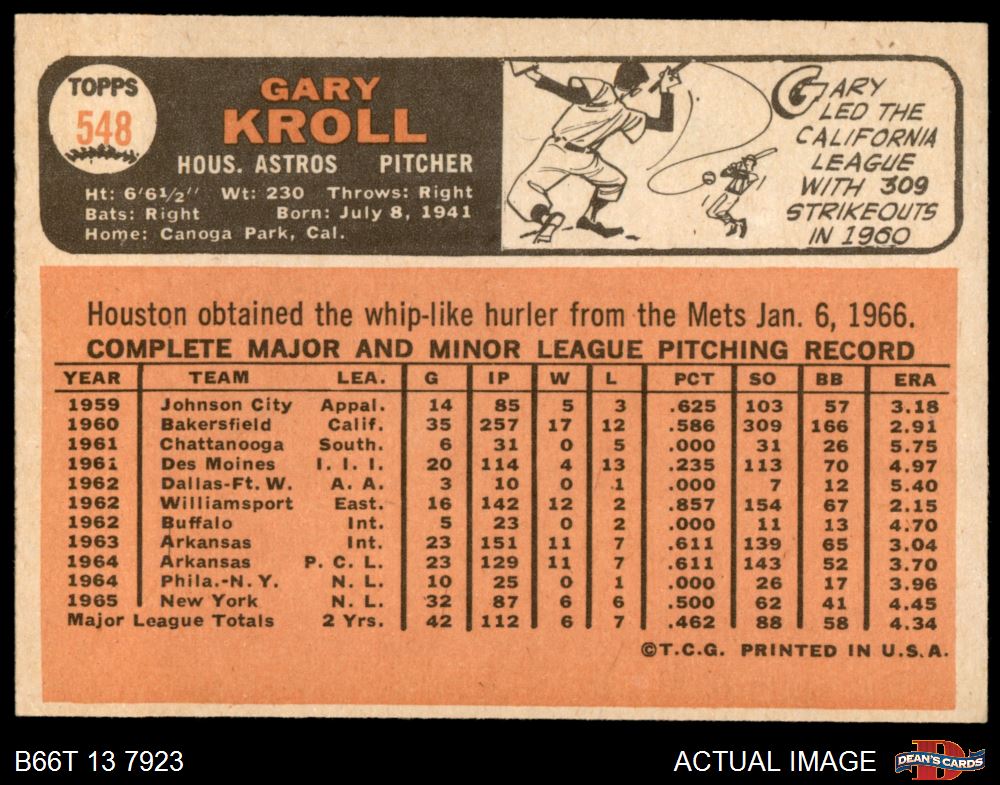 TOPPS
548
GARY
KROLL
HOUS. ASTROS PITCHER
Ht: 6'6 1/2" Wt: 230 Throws: Right
Bats: Right Born: July 8, 1941
Home: Canoga Park, Cal.
GARY
LED THE
CALIFORNIA
LEAGUE
WITH 309
STRIKEOUTS
IN 1960
Houston obtained the whip-like hurler from the Mets Jan. 6, 1966.
COMPLETE MAJOR AND MINOR LEAGUE PITCHING RECORD
YEAR TEAM LEA. G IP W L PCT SO BB ERA
1959 Johnson City Appal. 14 85 5 3 .625 103 57 3.18
1960 Bakersfield Calif. 35 257 17 12 .586 309 166 2.91
1961 Chattanooga South. 6 31 0 5 .000 31 26 5.75
1961 Des Moines I. I. I. 20 114 4 13 .235 113 70 4.97
1962 Dallas-Ft. W. A. A. 3 10 0 1 .000 7 12 5.40
1962 Williamsport East. 16 142 12 2 .857 154 67 2.15
1962 Buffalo Int. 5 23 0 2 .000 11 13 4.70
1963 Arkansas Int. 23 151 11 7 .611 139 65 3.04
1964 Arkansas P. C. L. 23 129 11 7 .611 143 52 3.70
1964 Phila.-N. Y. N. L. 10 25 0 1 .000 26 17 3.96
1965 New York N. L. 32 87 6 6 .500 62 41 4.45
Major League Totals 2 Yrs. 42 112 6 7 .462 88 58 4.34
©T.C.G. PRINTED IN U.S.A.
B66T 13 7923 ACTUAL IMAGE
DEAN'S CARDS